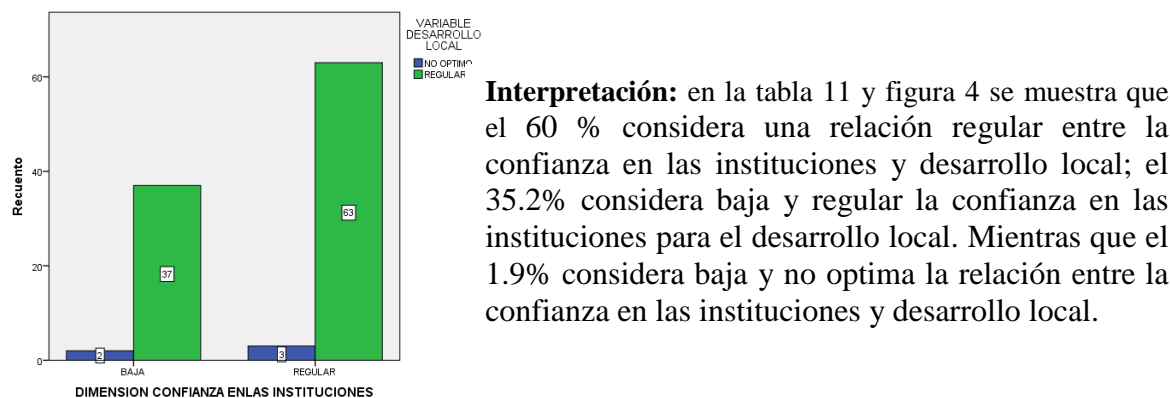 VARIABLE
DESARROLLO
LOCAL
NO OPTIMO
REGULAR
60
40
20
0
Recuento
2
37
3
63
BAJA
REGULAR
DIMENSION CONFIANZA ENLAS INSTITUCIONES
Interpretación: en la tabla 11 y figura 4 se muestra que
el 60 % considera una relación regular entre la
confianza en las instituciones y desarrollo local; el
35.2% considera baja y regular la confianza en las
instituciones para el desarrollo local. Mientras que el
1.9% considera baja y no optima la relación entre la
confianza en las instituciones y desarrollo local.